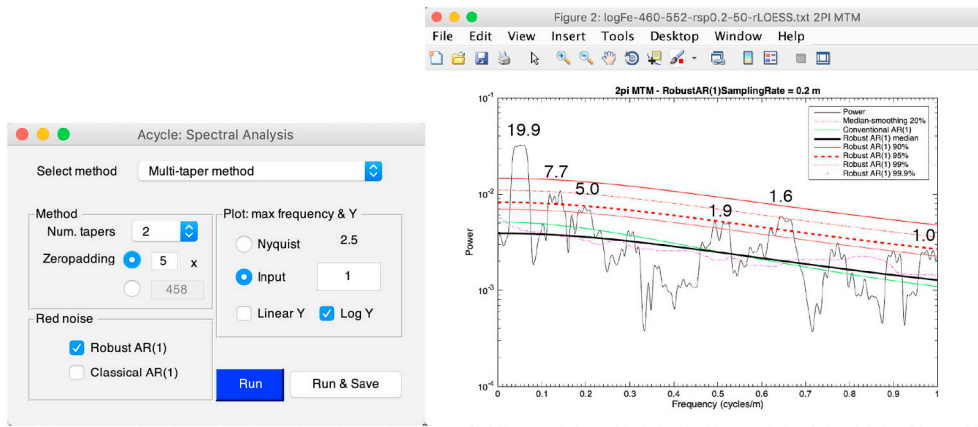 Acycle: Spectral Analysis
Select method
Multi-taper method
Method
Num. tapers
2
Zeropadding
5
x
458
Plot: max frequency & Y
Nyquist
2.5
Input
1
Linear Y
Log Y
Red noise
Robust AR(1)
Classical AR(1)
Run
Run & Save
Figure 2: logFe-460-552-rsp0.2-50-rLOESS.txt 2PI MTM
File Edit View Insert Tools Desktop Window Help
2pi MTM - RobustAR(1)SamplingRate = 0.2 m
Power
Median-smoothing 20%
Conventional AR(1)
Robust AR(1) median
Robust AR(1) 90%
Robust AR(1) 95%
Robust AR(1) 99%
Robust AR(1) 99.9%
19.9
7.7
5.0
1.9
1.6
1.0
10-1
10-2
10-3
10-4
Power
0 0.1 0.2 0.3 0.4 0.5 0.6 0.7 0.8 0.9 1
Frequency (cycles/m)